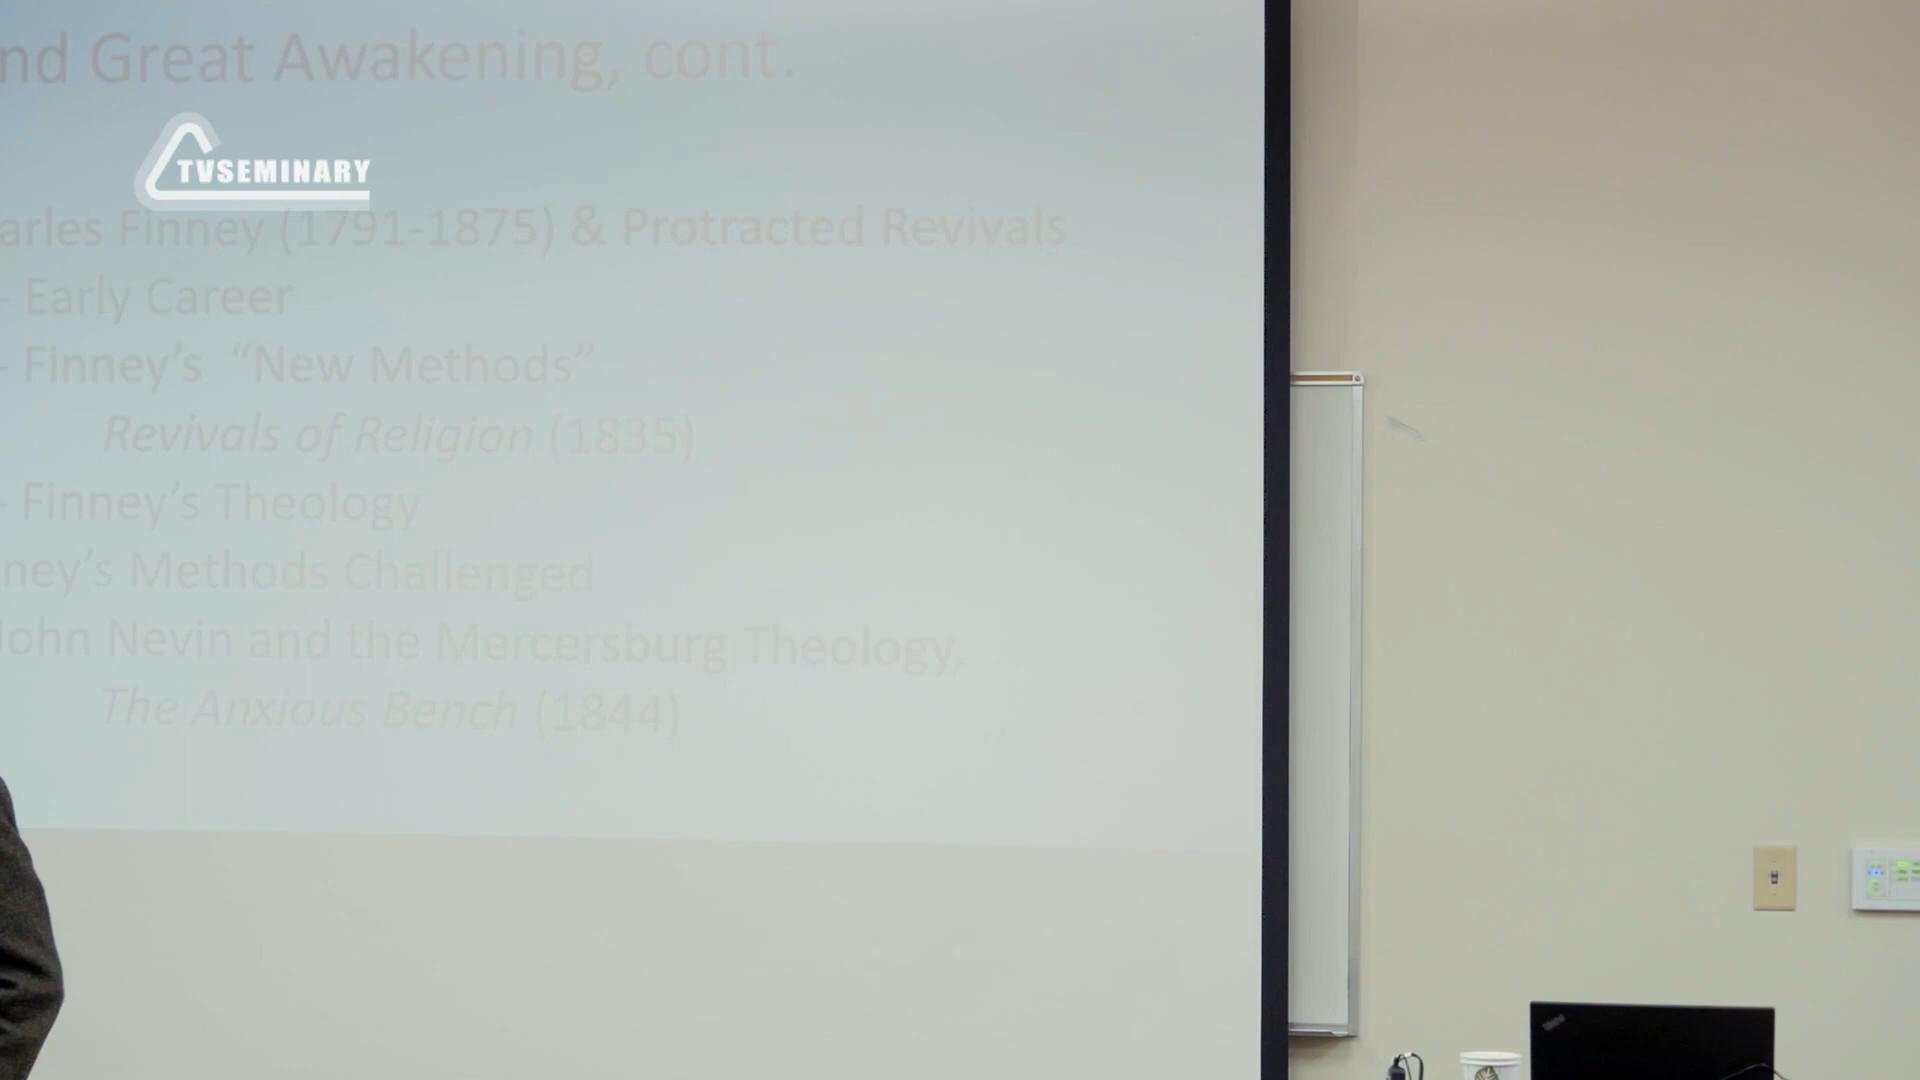 nd Great Awakening, cont.
TVSEMINARY
arles Finney (1791-1875) & Protracted Revivals
- Early Career
- Finney's "New Methods"
Revivals of Religion (1835)
- Finney's Theology
ney's Methods Challenged
John Nevin and the Mercersburg Theology,
The Anxious Bench (1844)
ThinkPad